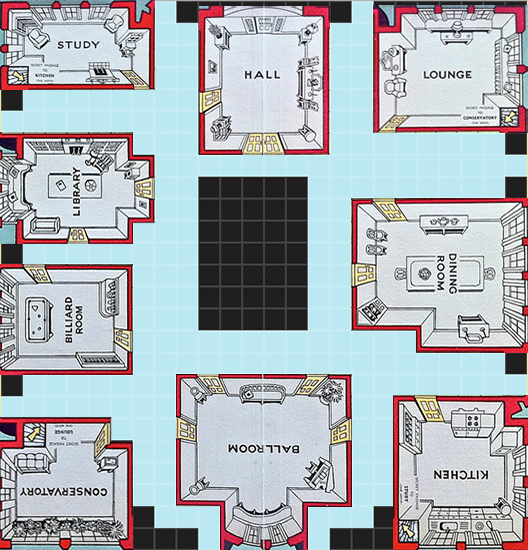 STUDY
SECRET PASSAGE
TO
KITCHEN
HALL
LOUNGE
SECRET PASSAGE
TO
CONSERVATORY
LIBRARY
DINING
ROOM
BILLIARD
ROOM
LOUNGE
TO
SECRET PASSAGE
CONSERVATORY
BALLROOM
KITCHEN
SECRET PASSAGE
TO
STUDY